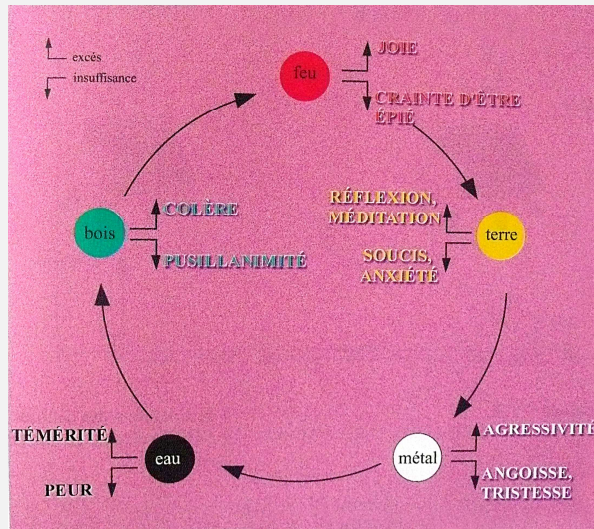 excés
insuffisance
feu
JOIE
CRAINTE D'ÊTRE
ÉPIÉ
bois
COLÈRE
PUSILLANIMITÉ
RÉFLEXION,
MÉDITATION
terre
SOUCIS,
ANXIÉTÉ
TÉMÉRITÉ
eau
PEUR
métal
AGRESSIVITÉ
ANGOISSE,
TRISTESSE